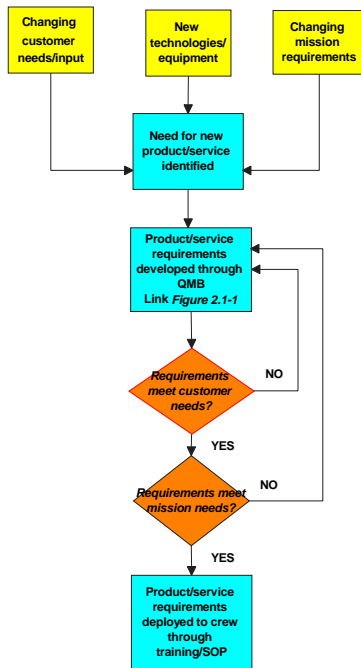 Changing
customer
needs/input
New
technologies/
equipment
Changing
mission
requirements
Need for new
product/service
identified
Product/service
requirements
developed through
QMB
Link Figure 2.1-1
Requirements
meet customer
needs?
NO
YES
Requirements meet
mission needs?
NO
YES
Product/service
requirements
deployed to crew
through
training/SOP